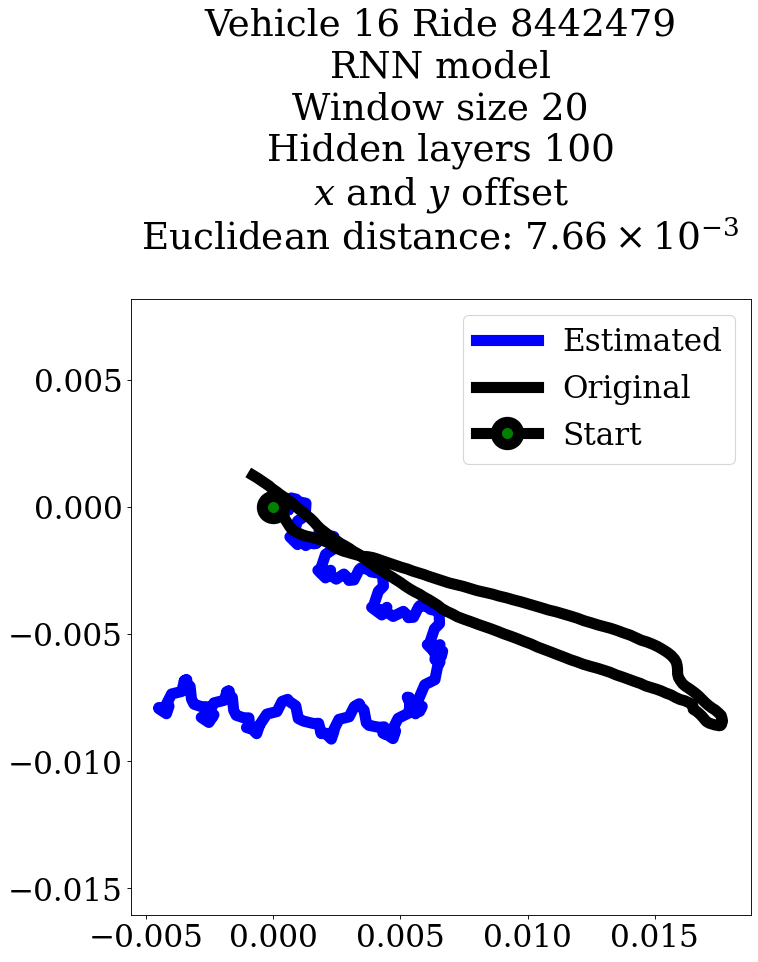 Vehicle 16 Ride 8442479
RNN model
Window size 20
Hidden layers 100
x and y offset
Euclidean distance: 7.66 × 10⁻³
Estimated
Original
Start
0.005
0.000
−0.005
−0.010
−0.015
−0.005 0.000 0.005 0.010 0.015